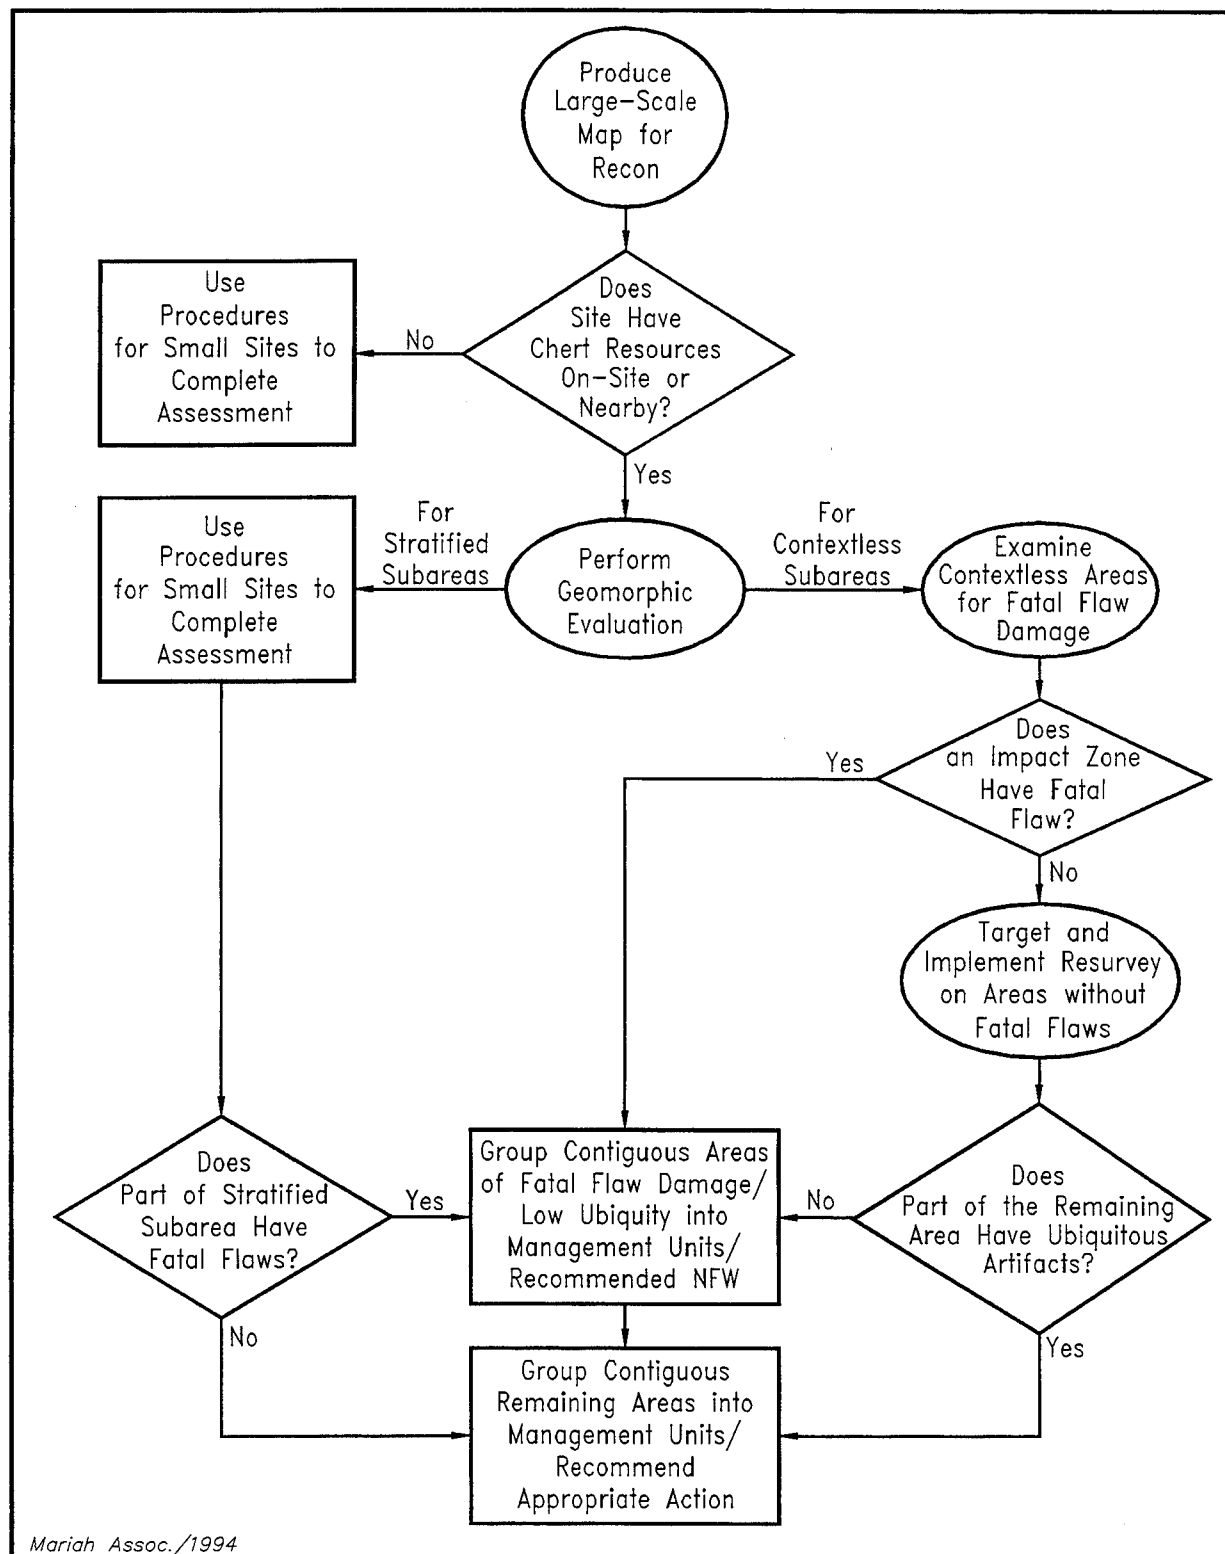 Produce
Large-Scale
Map for
Recon
Does
Site Have
Chert Resources
On-Site or
Nearby?
No
Use
Procedures
for Small Sites to
Complete
Assessment
Yes
Perform
Geomorphic
Evaluation
For
Stratified
Subareas
Use
Procedures
for Small Sites to
Complete
Assessment
For
Contextless
Subareas
Examine
Contextless Areas
for Fatal Flaw
Damage
Does
an Impact Zone
Have Fatal
Flaw?
Yes
No
Target and
Implement Resurvey
on Areas without
Fatal Flaws
Does
Part of Stratified
Subarea Have
Fatal Flaws?
Yes
No
Group Contiguous Areas
of Fatal Flaw Damage/
Low Ubiquity into
Management Units/
Recommended NFW
No
Does
Part of the Remaining
Area Have Ubiquitous
Artifacts?
Yes
Group Contiguous
Remaining Areas into
Management Units/
Recommend
Appropriate Action
Mariah Assoc./1994